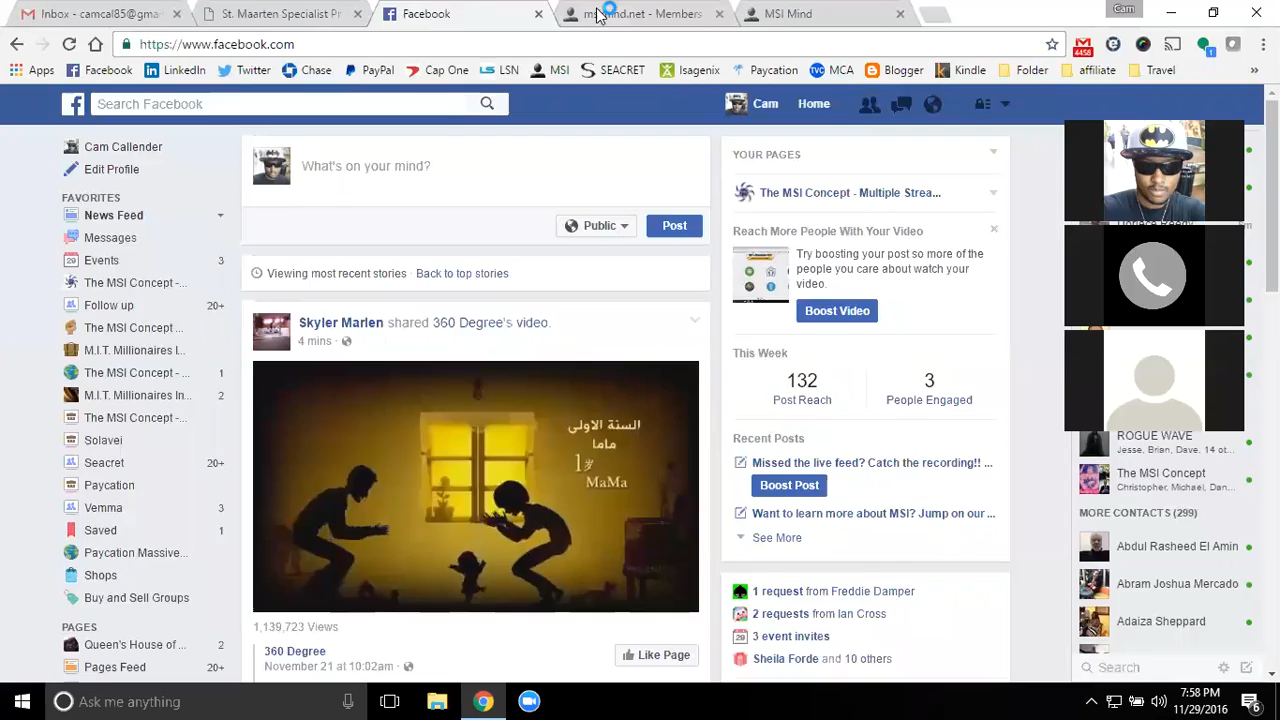 Inbox - camcal85@gma
St. Maarten Specialist Pr
Facebook
Members
MSI Mind
Cam
https://www.facebook.com
4458
1
Apps
Facebook
LinkedIn
Twitter
Chase
PayPal
Cap One
LSN
MSI
SEACRET
Isagenix
Paycation
MCA
Blogger
Kindle
Folder
affiliate
Travel
»
Search Facebook
Cam
Home
Cam Callender
Edit Profile
FAVORITES
News Feed
Messages
Events 3
The MSI Concept -...
Follow up 20+
The MSI Concept ...
M.I.T. Millionaires I...
The MSI Concept - ... 1
M.I.T. Millionaires In... 2
The MSI Concept -...
Solavei
Seacret 20+
Paycation
Vemma 3
Saved 1
Paycation Massive...
Shops
Buy and Sell Groups
PAGES
Queen's House of ... 2
Pages Feed 20+
What's on your mind?
Public
Post
Viewing most recent stories
Back to top stories
Skyler Marlen shared 360 Degree's video.
4 mins
السنة الاولى
ماما
MaMa
1,139,723 Views
360 Degree
November 21 at 10:02am
Like Page
YOUR PAGES
The MSI Concept - Multiple Strea...
Reach More People With Your Video
Try boosting your post so more of the
people you care about watch your
video.
Boost Video
This Week
132
Post Reach
3
People Engaged
Recent Posts
Missed the live feed? Catch the recording!! ...
Boost Post
Want to learn more about MSI? Jump on our ...
See More
1 request from Freddie Damper
2 requests from Ian Cross
3 event invites
Sheila Forde and 10 others
ROGUE WAVE
Jesse, Brian, Dave, 14 ot...
The MSI Concept
Christopher, Michael, Dan...
MORE CONTACTS (299)
Abdul Rasheed El Amin
Abram Joshua Mercado
Adaiza Sheppard
Search
Ask me anything
7:58 PM
11/29/2016
6